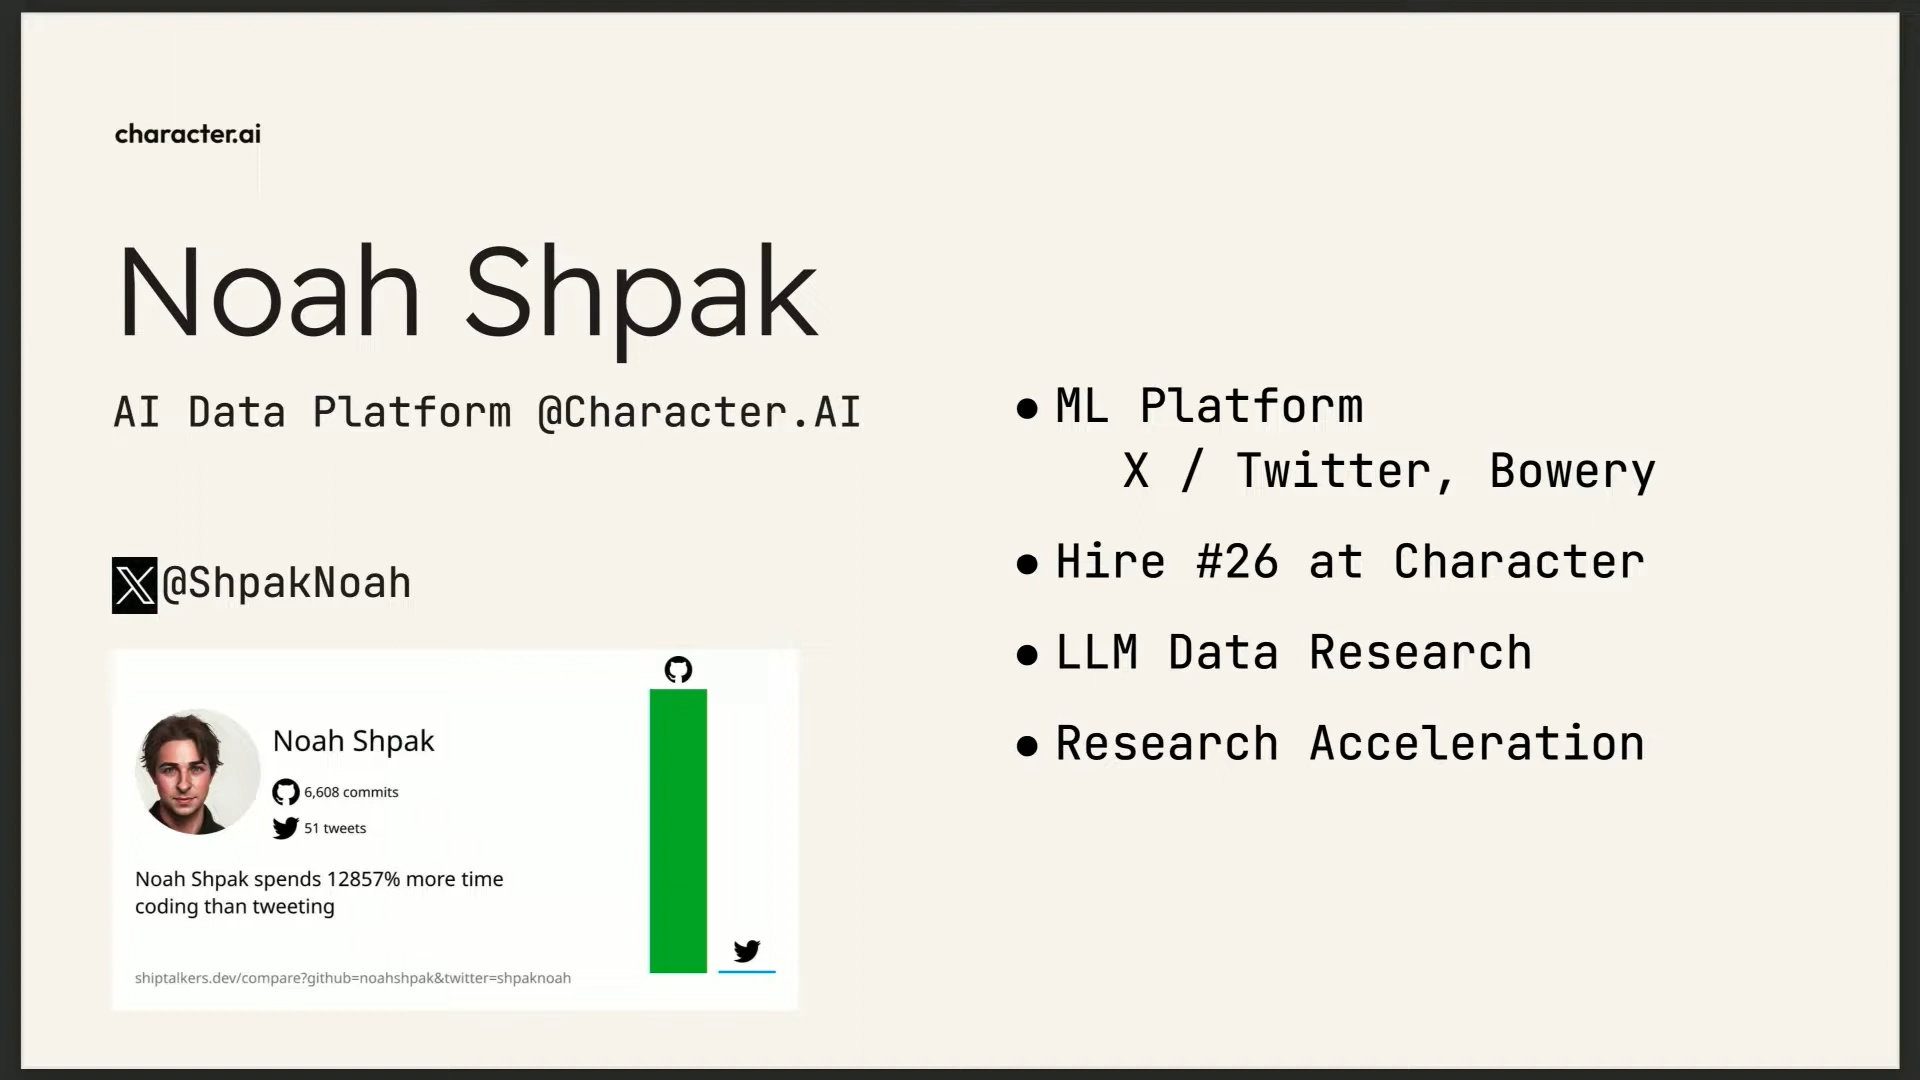 character.ai
Noah Shpak
AI Data Platform @Character.AI
@ShpakNoah
Noah Shpak
6,608 commits
51 tweets
Noah Shpak spends 12857% more time
coding than tweeting
shiptalkers.dev/compare?github=noahshpak&twitter=shpaknoah
● ML Platform
X / Twitter, Bowery
● Hire #26 at Character
● LLM Data Research
● Research Acceleration